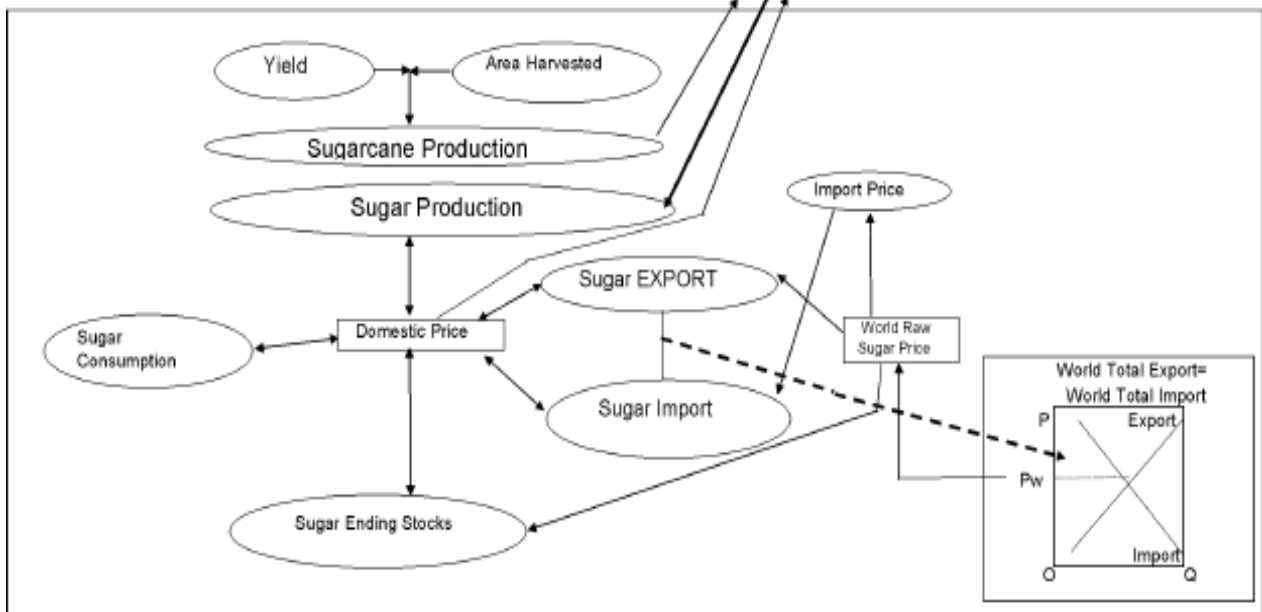 Yield
Area Harvested
Sugarcane Production
Sugar Production
Import Price
Sugar EXPORT
Sugar
Consumption
Domestic Price
World Raw
Sugar Price
Sugar Import
Sugar Ending Stocks
World Total Export=
World Total Import
P
Export
Pw
Import
O
Q